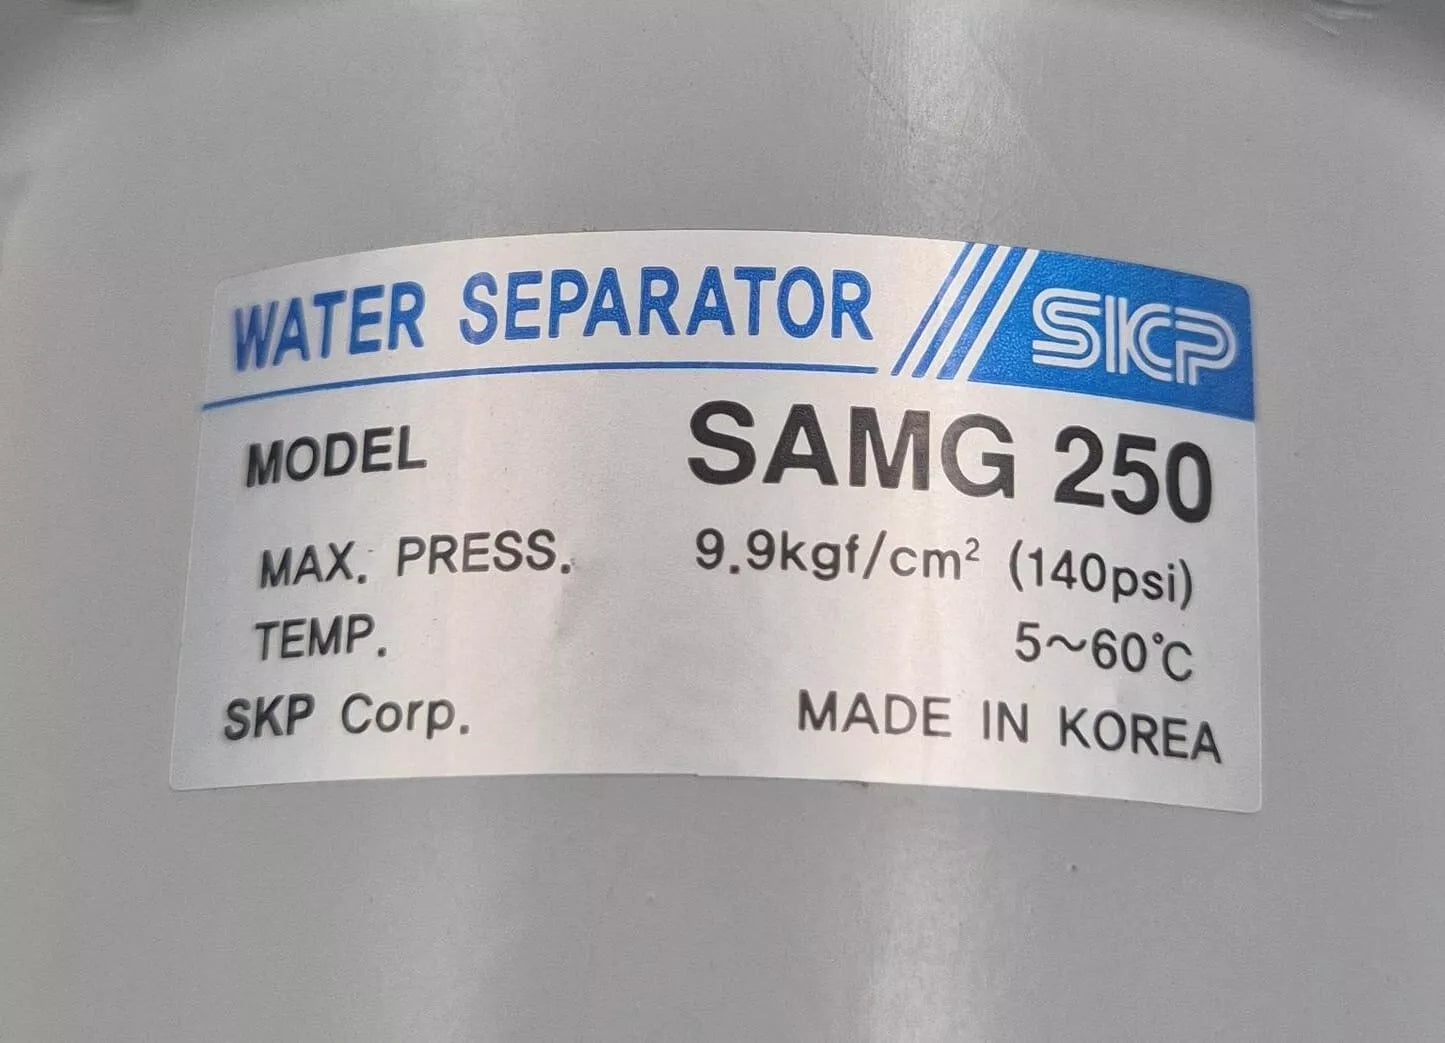 WATER SEPARATOR SKP
MODEL SAMG 250
MAX. PRESS. 9.9kgf/cm² (140psi)
TEMP. 5~60℃
SKP Corp. MADE IN KOREA